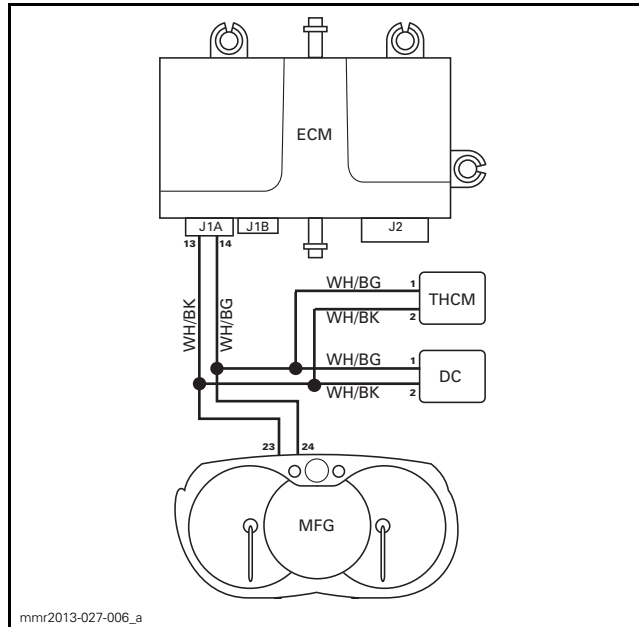 ECM
J1A
J1B
J2
13
14
WH/BK
WH/BG
WH/BG
1
THCM
WH/BK
2
WH/BG
1
DC
WH/BK
2
23
24
MFG
mmr2013-027-006_a